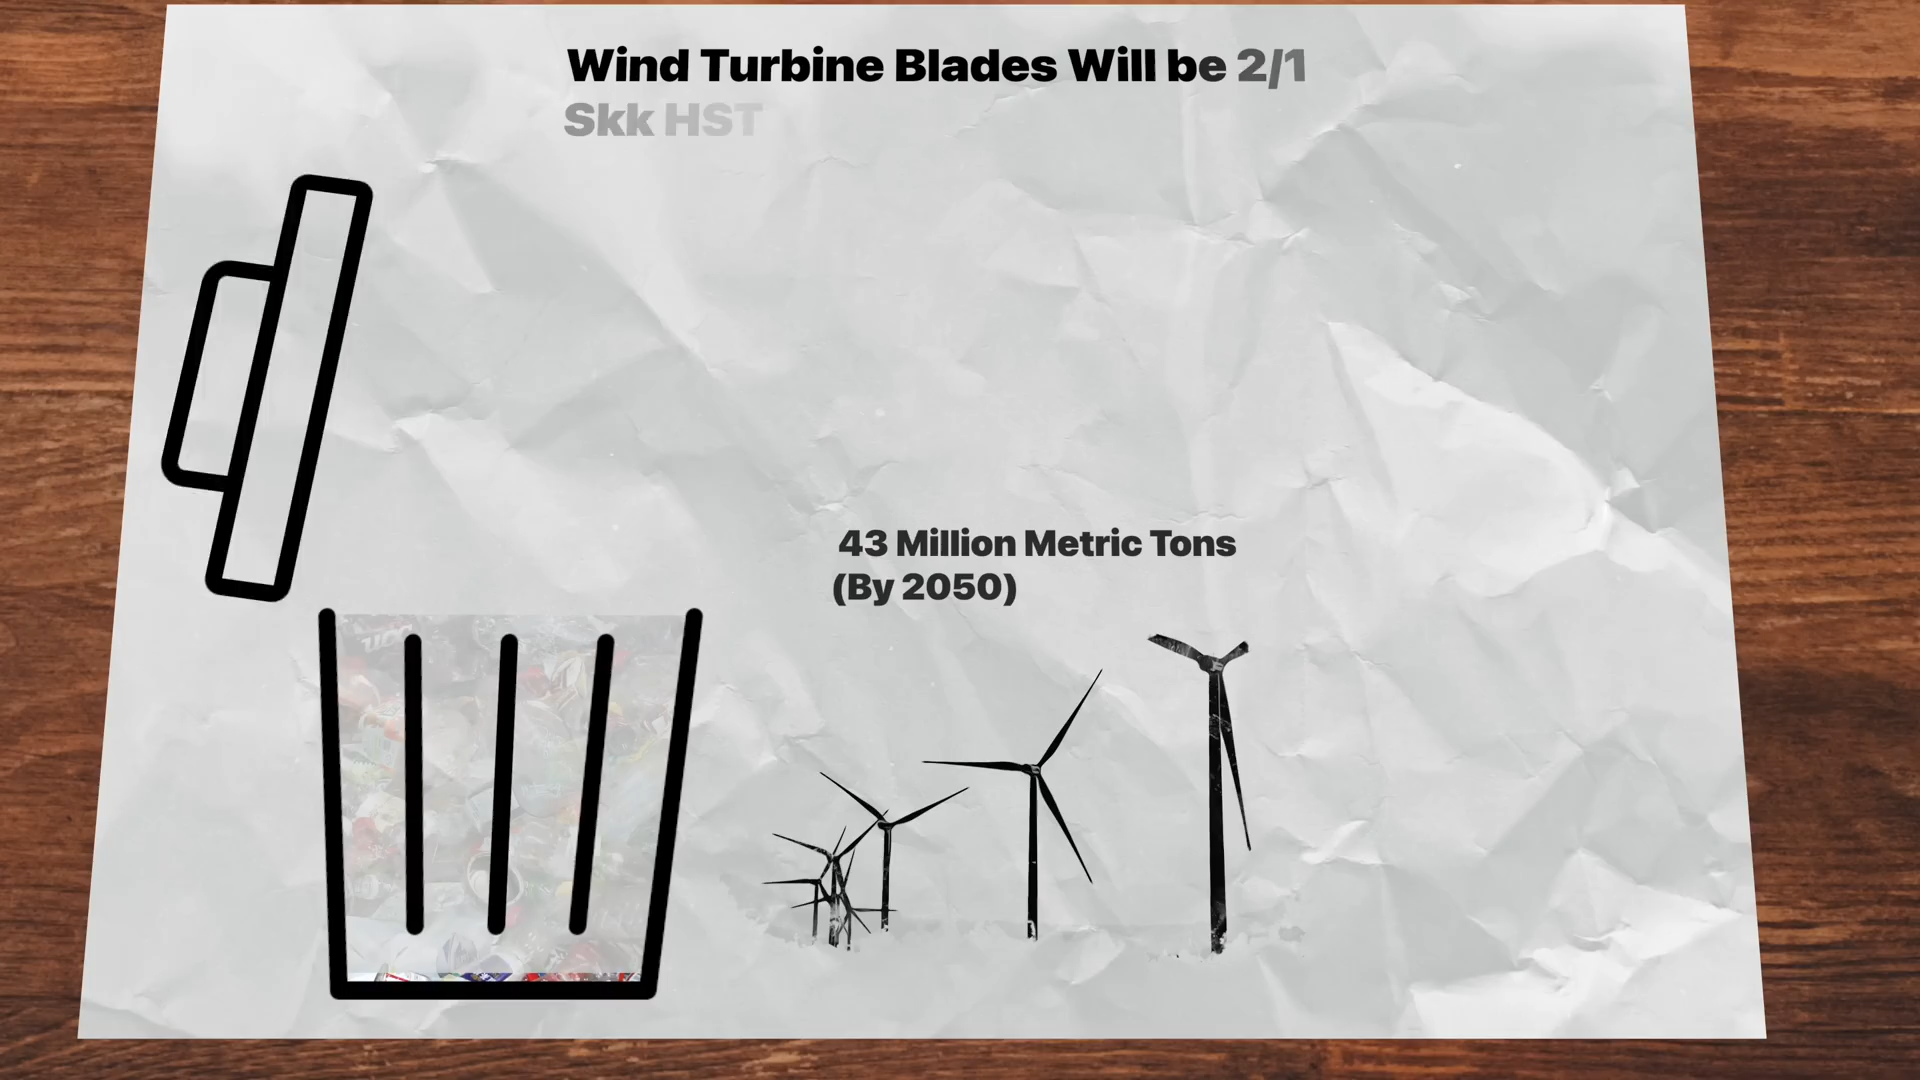 Wind Turbine Blades Will be 2/1
Skk HST
43 Million Metric Tons
(By 2050)